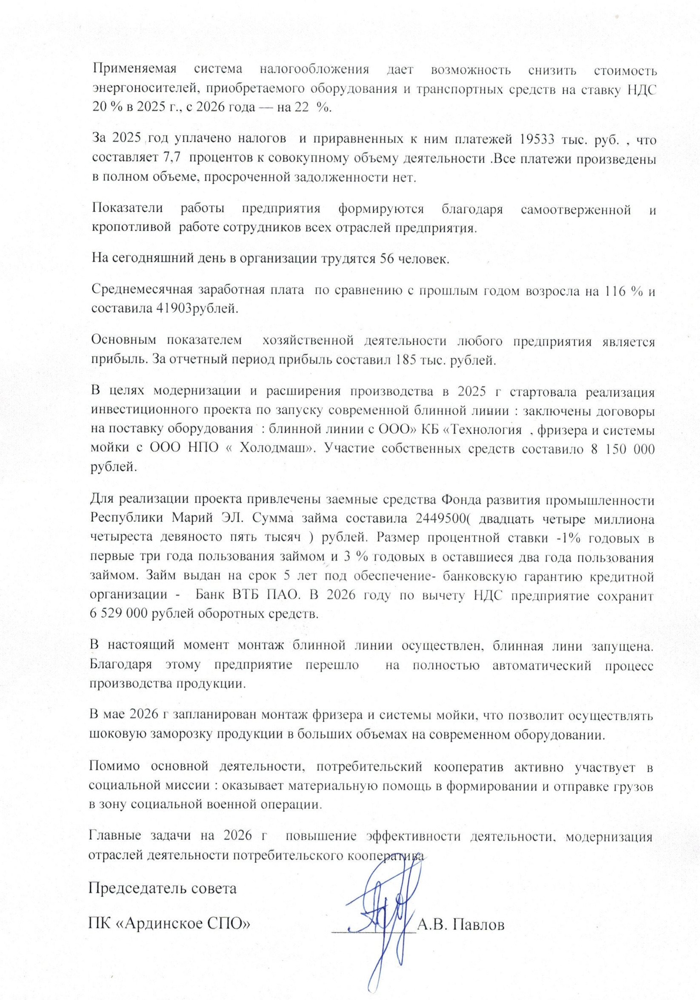 Применяемая система налогообложения дает возможность снизить стоимость
энергоносителей, приобретаемого оборудования и транспортных средств на ставку НДС
20 % в 2025 г., с 2026 года — на 22 %.
За 2025 год уплачено налогов и приравненных к ним платежей 19533 тыс. руб. , что
составляет 7,7 процентов к совокупному объему деятельности .Все платежи произведены
в полном объеме, просроченной задолженности нет.
Показатели работы предприятия формируются благодаря самоотверженной и
кропотливой работе сотрудников всех отраслей предприятия.
На сегодняшний день в организации трудятся 56 человек.
Среднемесячная заработная плата по сравнению с прошлым годом возросла на 116 % и
составила 41903рублей.
Основным показателем хозяйственной деятельности любого предприятия является
прибыль. За отчетный период прибыль составил 185 тыс. рублей.
В целях модернизации и расширения производства в 2025 г стартовала реализация
инвестиционного проекта по запуску современной блинной линии : заключены договоры
на поставку оборудования : блинной линии с ООО» КБ «Технология , фризера и системы
мойки с ООО НПО « Холодмаш». Участие собственных средств составило 8 150 000
рублей.
Для реализации проекта привлечены заемные средства Фонда развития промышленности
Республики Марий ЭЛ. Сумма займа составила 2449500( двадцать четыре миллиона
четыреста девяносто пять тысяч ) рублей. Размер процентной ставки -1% годовых в
первые три года пользования займом и 3 % годовых в оставшиеся два года пользования
займом. Займ выдан на срок 5 лет под обеспечение- банковскую гарантию кредитной
организации - Банк ВТБ ПАО. В 2026 году по вычету НДС предприятие сохранит
6 529 000 рублей оборотных средств.
В настоящий момент монтаж блинной линии осуществлен, блинная лини запущена.
Благодаря этому предприятие перешло на полностью автоматический процесс
производства продукции.
В мае 2026 г запланирован монтаж фризера и системы мойки, что позволит осуществлять
шоковую заморозку продукции в больших объемах на современном оборудовании.
Помимо основной деятельности, потребительский кооператив активно участвует в
социальной миссии : оказывает материальную помощь в формировании и отправке грузов
в зону социальной военной операции.
Главные задачи на 2026 г повышение эффективности деятельности, модернизация
отраслей деятельности потребительского кооператива
Председатель совета
ПК «Ардинское СПО» __________А.В. Павлов